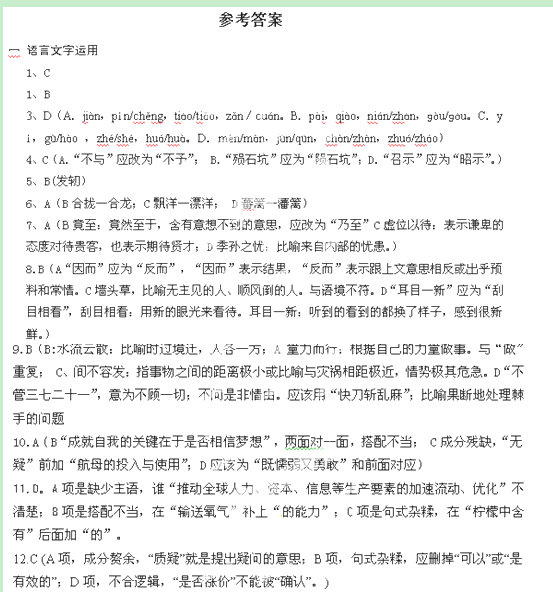 参考答案
一 语言文字运用
1、C
1、B
3、D（A. jiàn, pīn/chēng, tiāo/tiāo, zǎn / cuán. B. pāi, qiào, nián/zhān, gòu/gōu. C. y
ī, gǔ/hāo , zhé/shé, huá/huà. D. mēn/mán, jùn/qūn, chán/zhàn, zhuó/zháo）
4、C（A.“不与”应改为“不予”； B.“殒石坑”应为“陨石坑”；D.“召示”应为“昭示”。）
5、B(发轫)
6、A（B 合拢一合龙；C 飘洋一漂洋； D 蕃篱一藩篱）
7、A（B 竟至：竟然至于，含有意想不到的意思，应改为“乃至”C 虚位以待：表示谦卑的
态度对待贵客，也表示期待贤才；D 季孙之忧：比喻来自内部的忧患。）
8.B（A“因而”应为“反而”，“因而”表示结果，“反而”表示跟上文意思相反或出乎预
料和常情。C 墙头草，比喻无主见的人、顺风倒的人。与语境不符。D“耳目一新”应为“刮
目相看”，刮目相看：用新的眼光来看待。耳目一新：听到的看到的都换了样子，感到很新
鲜。）
9.B（B:水流云散：比喻时过境迁，人各一方；A 量力而行：根据自己的力量做事。与“做”
重复； C、间不容发：指事物之间的距离极小或比喻与灾祸相距极近，情势极其危急。D“不
管三七二十一”，意为不顾一切；不问是非情由。应该用“快刀斩乱麻”；比喻果断地处理棘
手的问题
10.A（B“成就自我的关键在于是否相信梦想”，两面对一面，搭配不当； C 成分残缺，“无
疑”前加“航母的投入与使用”；D 应该为“既懦弱又勇敢”和前面对应）
11.D。A 项是缺少主语，谁“推动全球人力、资本、信息等生产要素的加速流动、优化”不
清楚；B 项是搭配不当，在“输送氧气”补上“的能力”；C 项是句式杂糅，在“柠檬中含
有”后面加“的”。
12.C (A 项，成分赘余，“质疑”就是提出疑问的意思；B 项，句式杂糅，应删掉“可以”或“是
有效的”；D 项，不合逻辑，“是否涨价”不能被“确认”。)